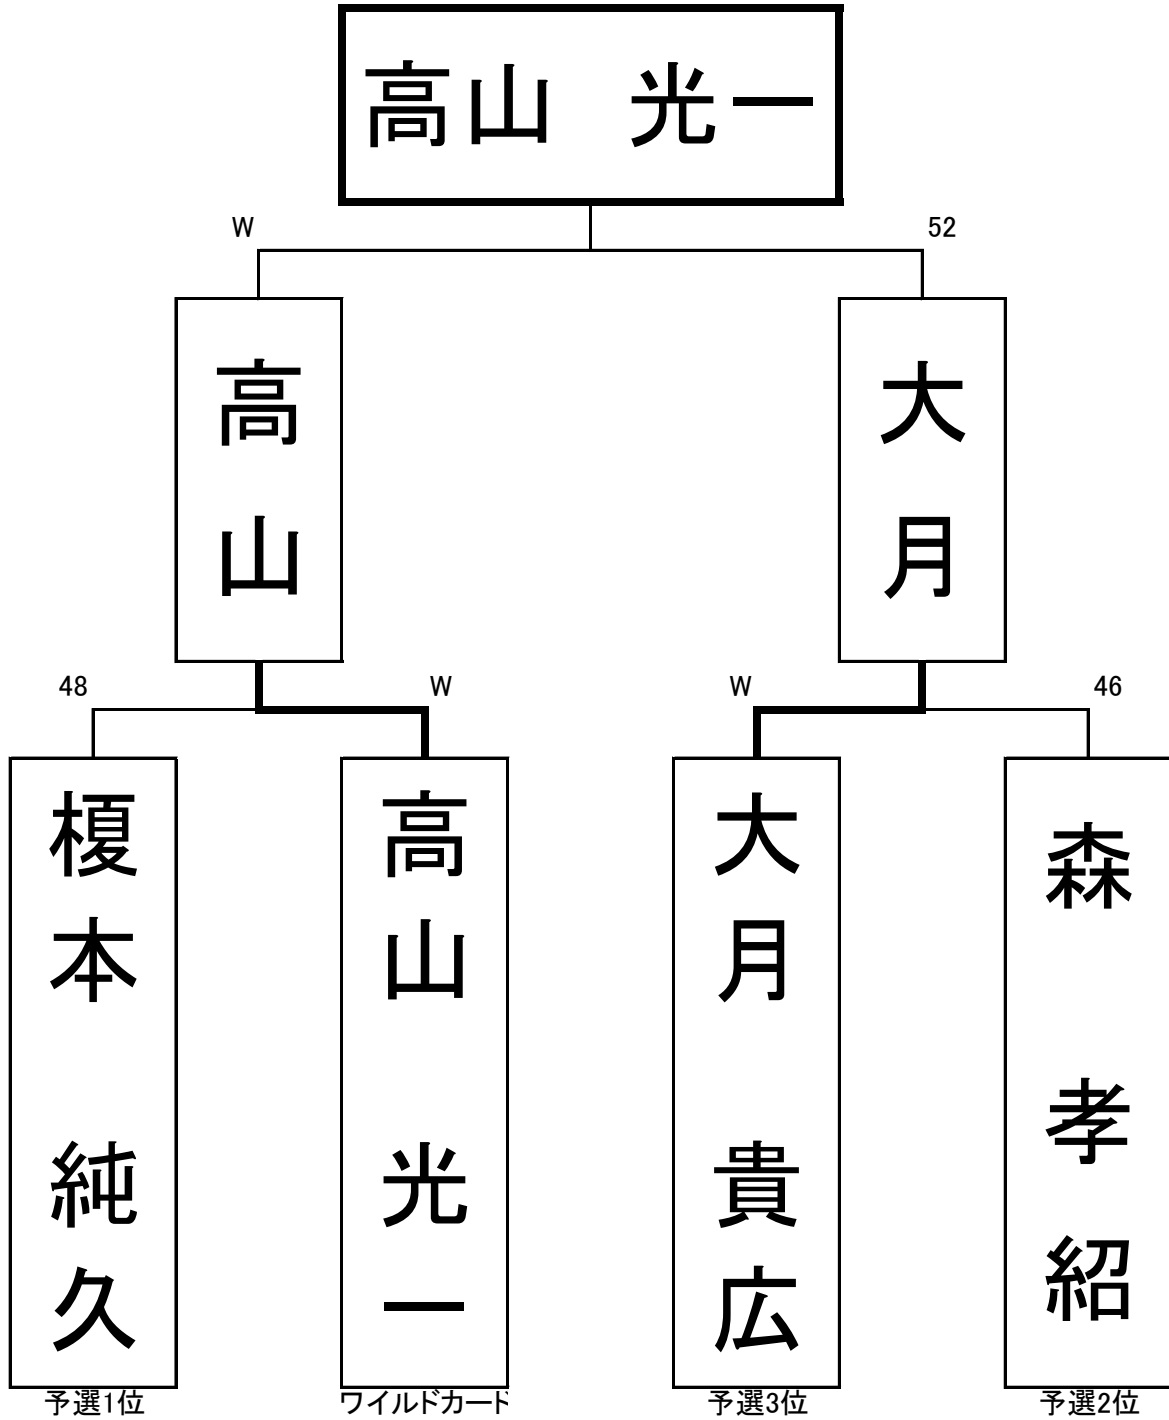 高山　光一
W
52
高山
大月
48
W
W
46
榎本　純久
高山　光一
大月　貴広
森　孝紹
予選1位
ワイルドカード
予選3位
予選2位